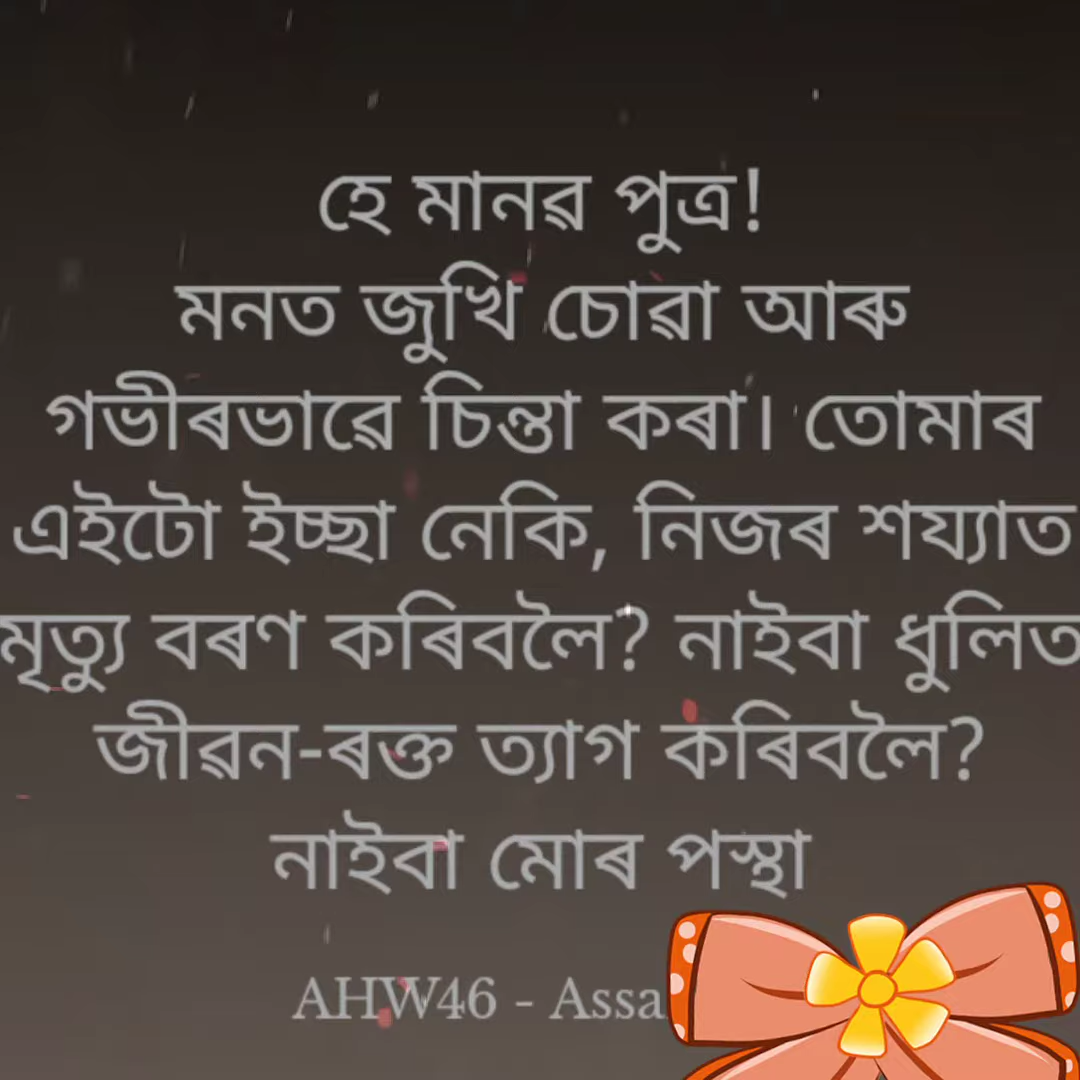 হে মানৱ পুত্ৰ!
মনত জুখি চোৱা আৰু
গভীৰভাৱে চিন্তা কৰা। তোমাৰ
এইটো ইচ্ছা নেকি, নিজৰ শয্যাত
মৃত্যু বৰণ কৰিবলৈ? নাইবা ধুলিত
জীৱন-ৰক্ত ত্যাগ কৰিবলৈ?
নাইবা মোৰ পস্থা
AHW46 - Assa